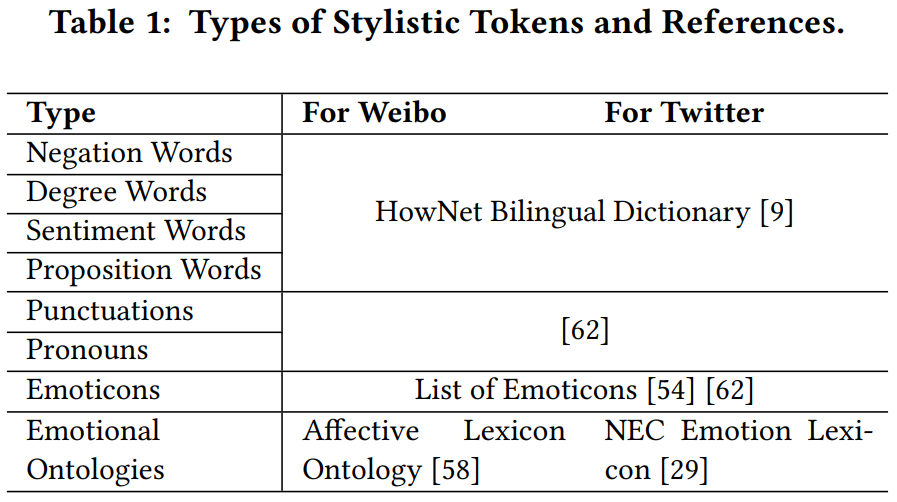 Table 1: Types of Stylistic Tokens and References.
Type For Weibo For Twitter
Negation Words
Degree Words
Sentiment Words
Proposition Words
HowNet Bilingual Dictionary [9]
Punctuations
Pronouns
[62]
Emoticons List of Emoticons [54] [62]
Emotional
Ontologies
Affective Lexicon
Ontology [58]
NEC Emotion Lexi-
con [29]